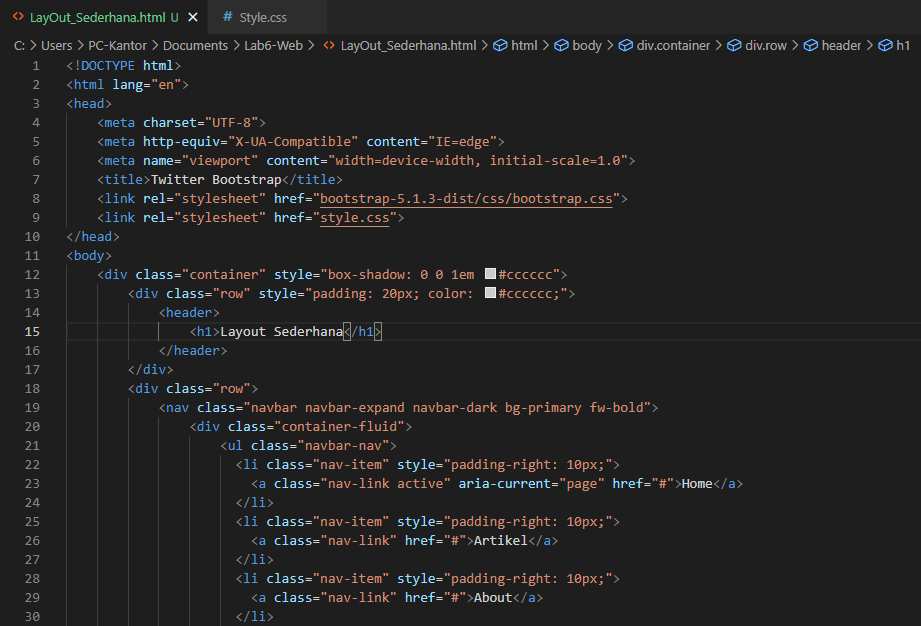 LayOut_Sederhana.html U
Style.css
C: > Users > PC-Kantor > Documents > Lab6-Web > LayOut_Sederhana.html > html > body > div.container > div.row > header > h1
1 <!DOCTYPE html>
2 <html lang="en">
3 <head>
4 <meta charset="UTF-8">
5 <meta http-equiv="X-UA-Compatible" content="IE=edge">
6 <meta name="viewport" content="width=device-width, initial-scale=1.0">
7 <title>Twitter Bootstrap</title>
8 <link rel="stylesheet" href="bootstrap-5.1.3-dist/css/bootstrap.css">
9 <link rel="stylesheet" href="style.css">
10 </head>
11 <body>
12 <div class="container" style="box-shadow: 0 0 1em #cccccc">
13 <div class="row" style="padding: 20px; color: #cccccc;">
14 <header>
15 <h1>Layout Sederhana</h1>
16 </header>
17 </div>
18 <div class="row">
19 <nav class="navbar navbar-expand navbar-dark bg-primary fw-bold">
20 <div class="container-fluid">
21 <ul class="navbar-nav">
22 <li class="nav-item" style="padding-right: 10px;">
23 <a class="nav-link active" aria-current="page" href="#">Home</a>
24 </li>
25 <li class="nav-item" style="padding-right: 10px;">
26 <a class="nav-link" href="#">Artikel</a>
27 </li>
28 <li class="nav-item" style="padding-right: 10px;">
29 <a class="nav-link" href="#">About</a>
30 </li>